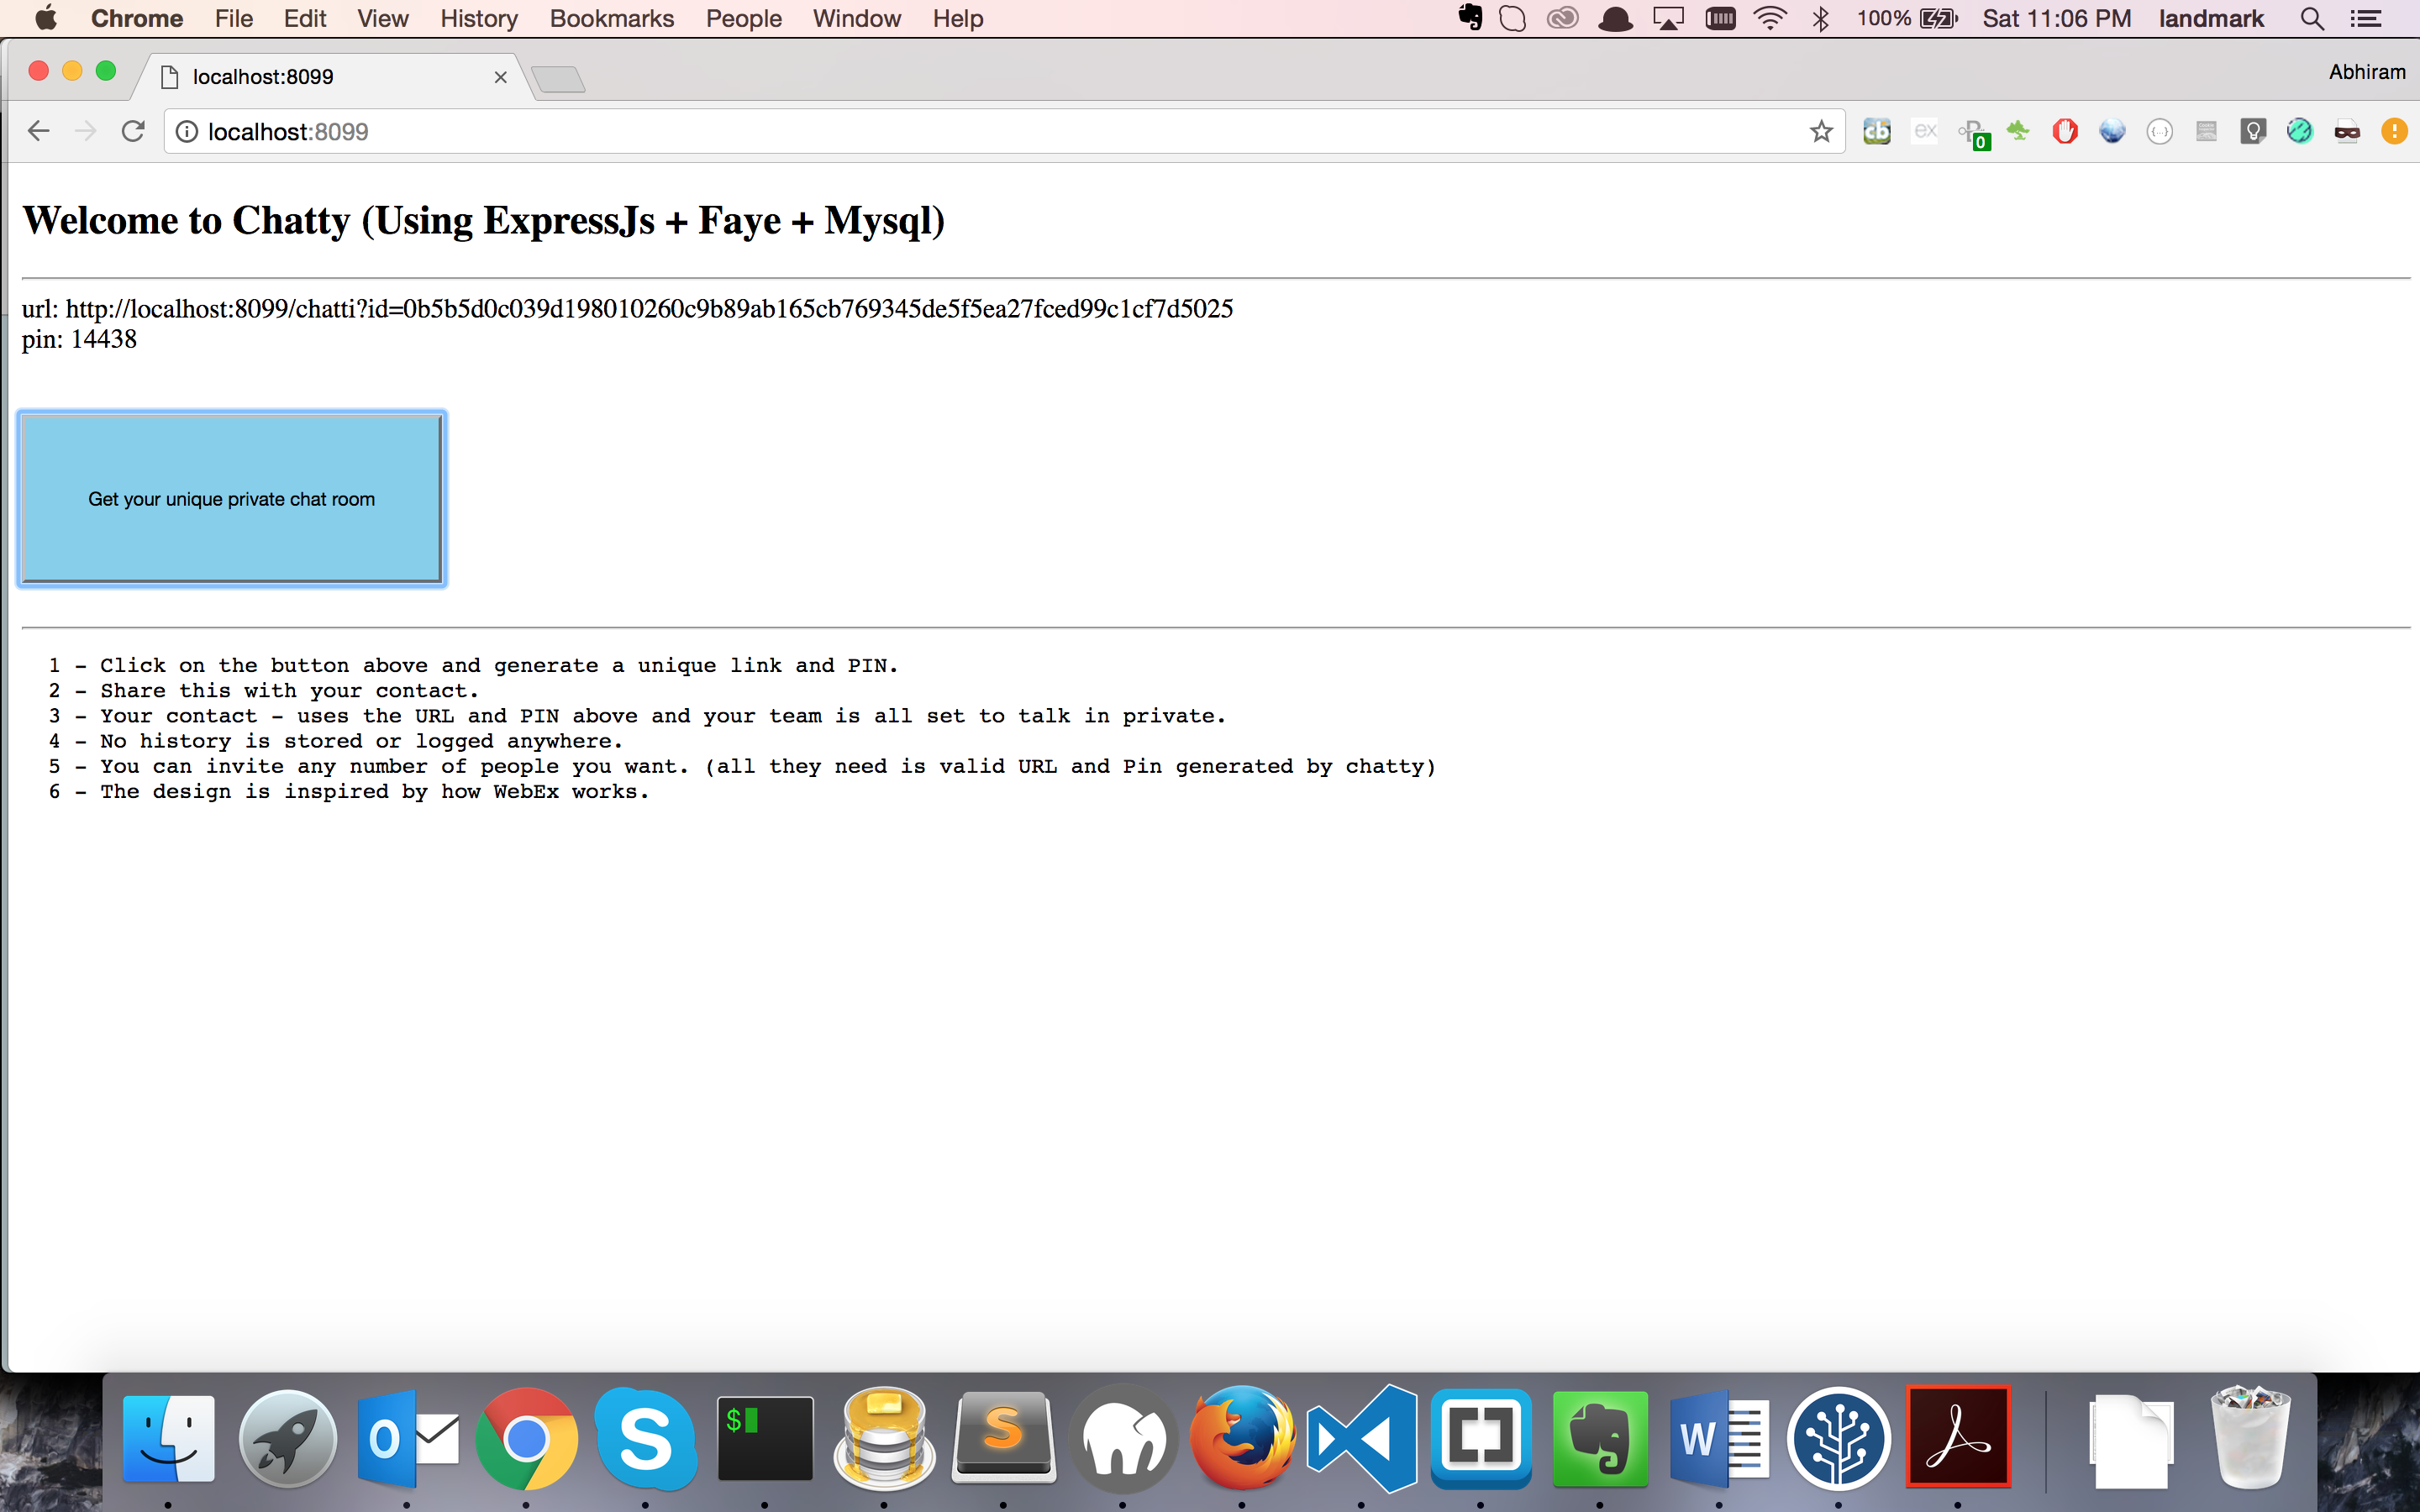 Chrome File Edit View History Bookmarks People Window Help 100% Sat 11:06 PM landmark
localhost:8099 Abhiram
localhost:8099 cb ex 0
Welcome to Chatty (Using ExpressJs + Faye + Mysql)
url: http://localhost:8099/chatti?id=0b5b5d0c039d198010260c9b89ab165cb769345de5f5ea27fced99c1cf7d5025
pin: 14438
Get your unique private chat room
1 - Click on the button above and generate a unique link and PIN.
2 - Share this with your contact.
3 - Your contact - uses the URL and PIN above and your team is all set to talk in private.
4 - No history is stored or logged anywhere.
5 - You can invite any number of people you want. (all they need is valid URL and Pin generated by chatty)
6 - The design is inspired by how WebEx works.